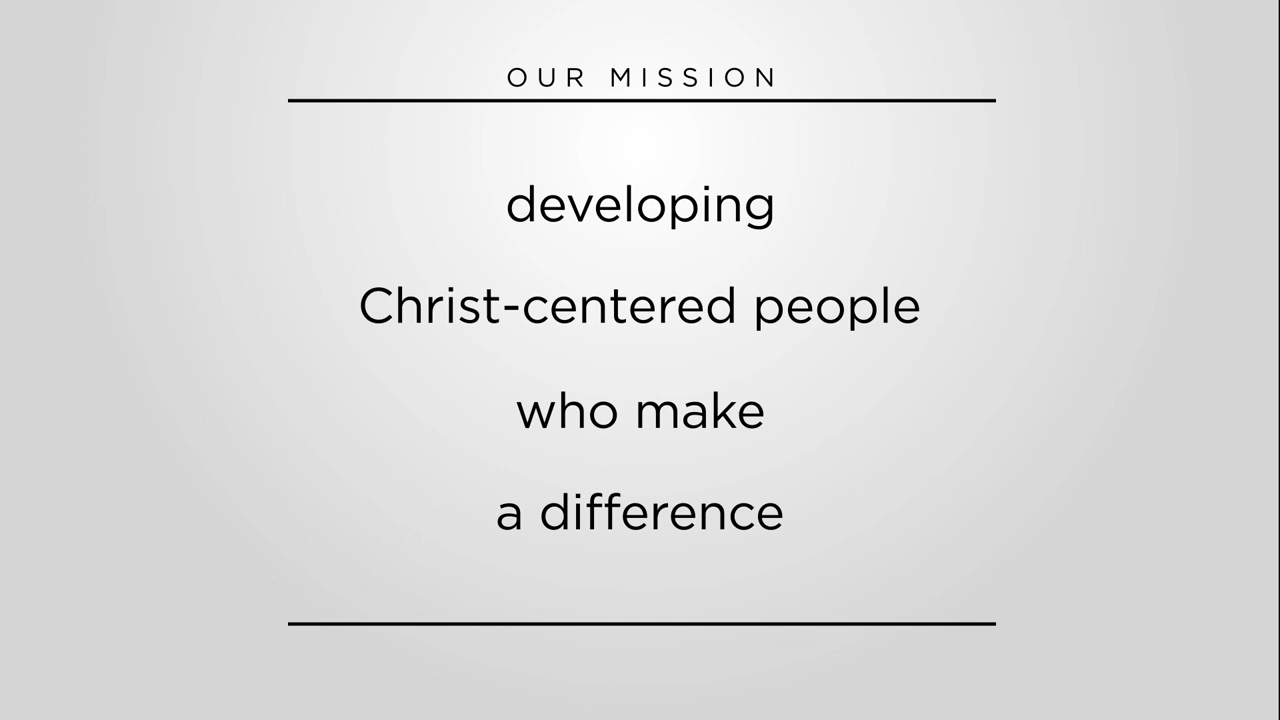 OUR MISSION
developing
Christ-centered people
who make
a difference